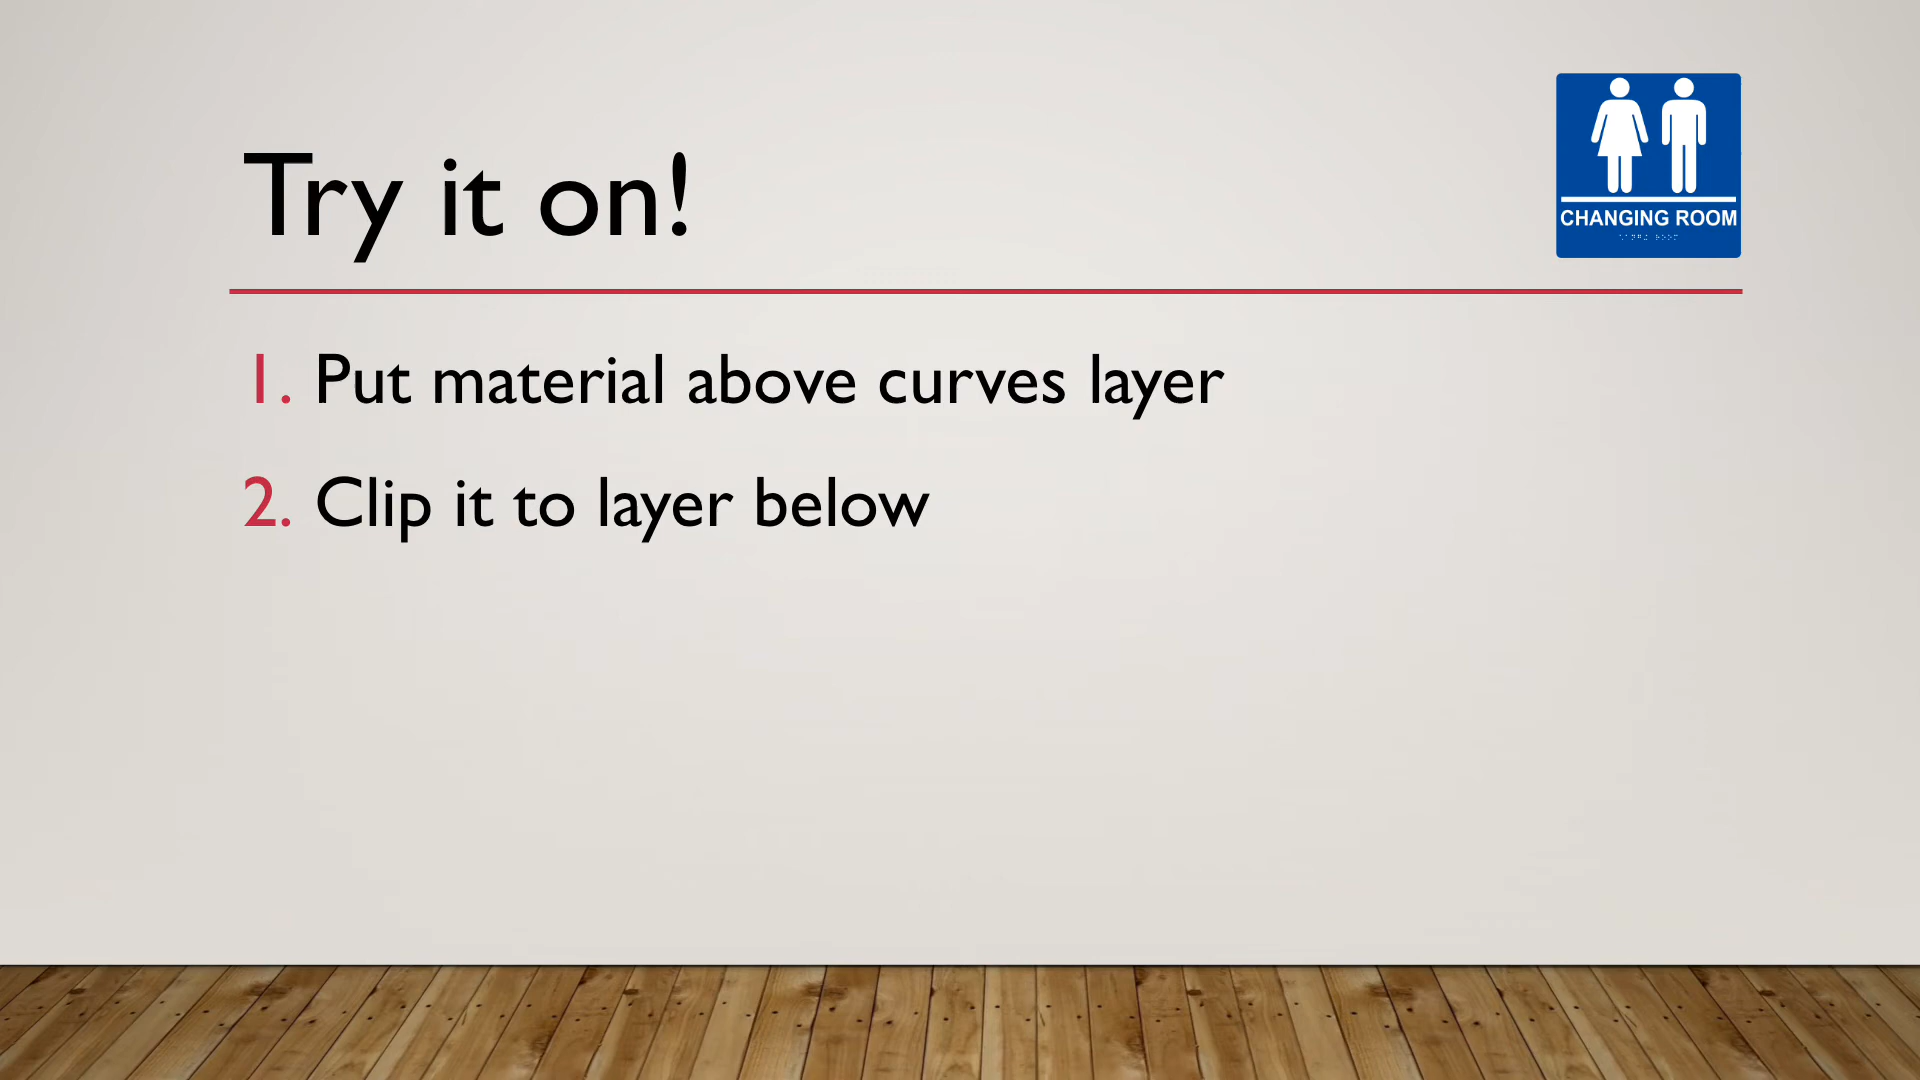 Try it on!
CHANGING ROOM
1. Put material above curves layer
2. Clip it to layer below